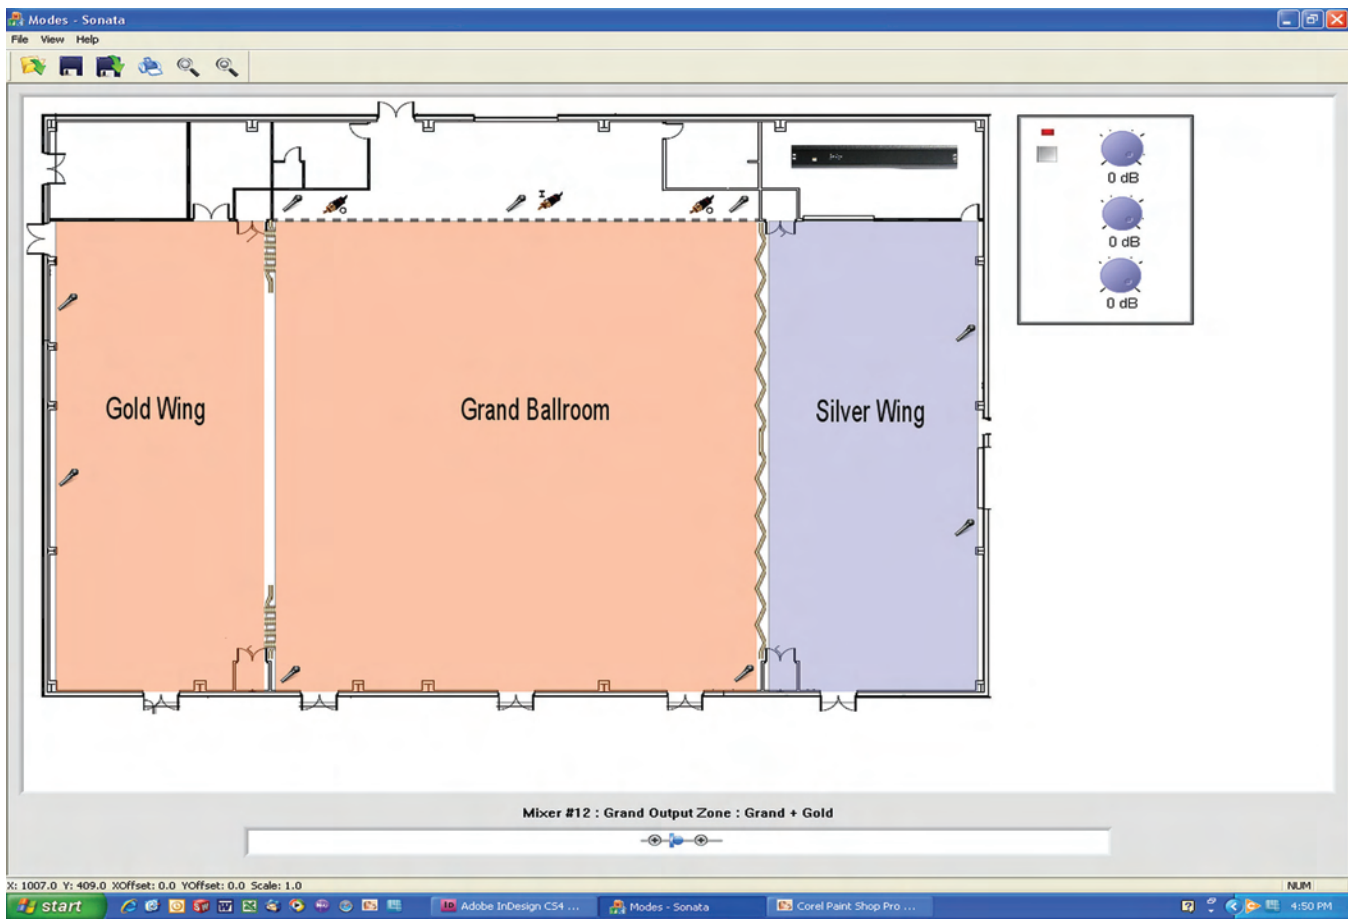 Modes - Sonata
File View Help
0 dB
0 dB
0 dB
Gold Wing
Grand Ballroom
Silver Wing
Mixer #12 : Grand Output Zone : Grand + Gold
X: 1007.0 Y: 409.0 XOffset: 0.0 YOffset: 0.0 Scale: 1.0
NUM
start
Adobe InDesign CS4 ...
Modes - Sonata
Corel Paint Shop Pro ...
4:50 PM